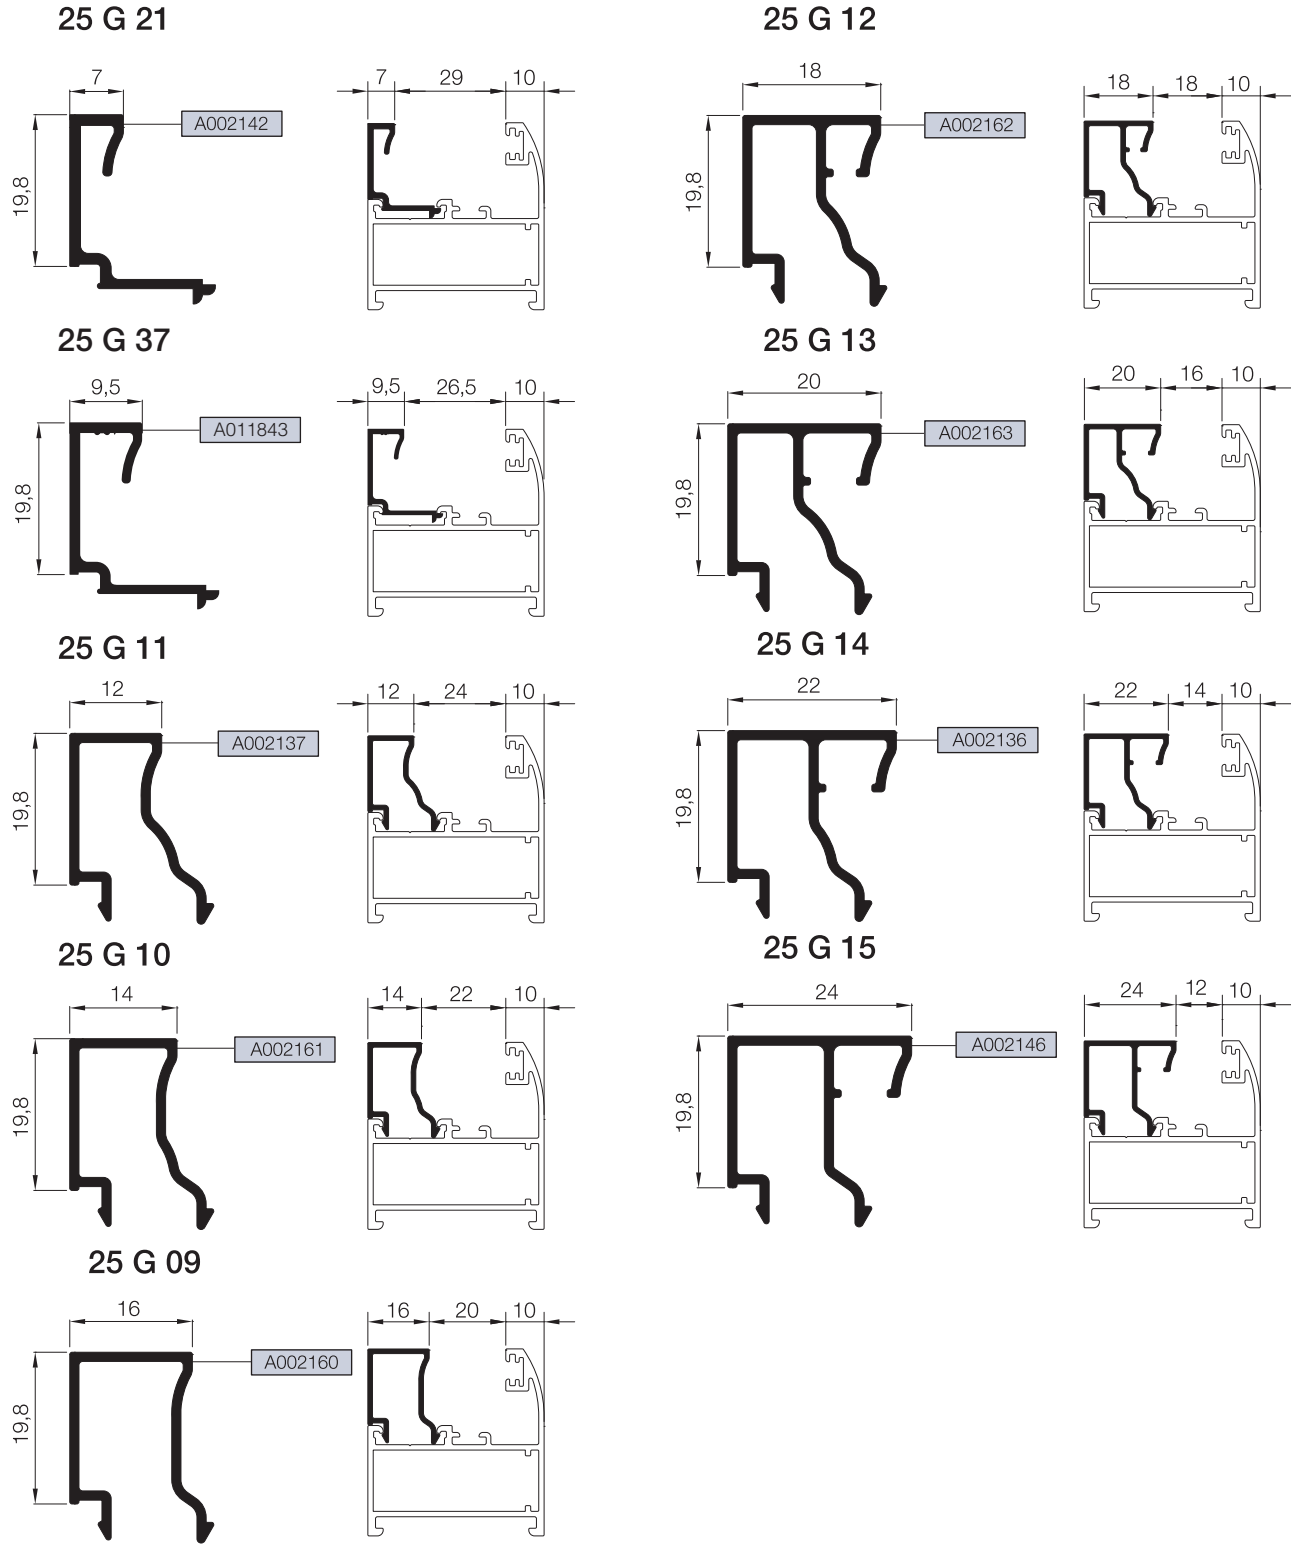 25 G 21
7
A002142
19,8
7 29 10
25 G 37
9,5
A011843
19,8
9,5 26,5 10
25 G 11
12
A002137
19,8
12 24 10
25 G 10
14
A002161
19,8
14 22 10
25 G 09
16
A002160
19,8
16 20 10
25 G 12
18
A002162
19,8
18 18 10
25 G 13
20
A002163
19,8
20 16 10
25 G 14
22
A002136
19,8
22 14 10
25 G 15
24
A002146
19,8
24 12 10